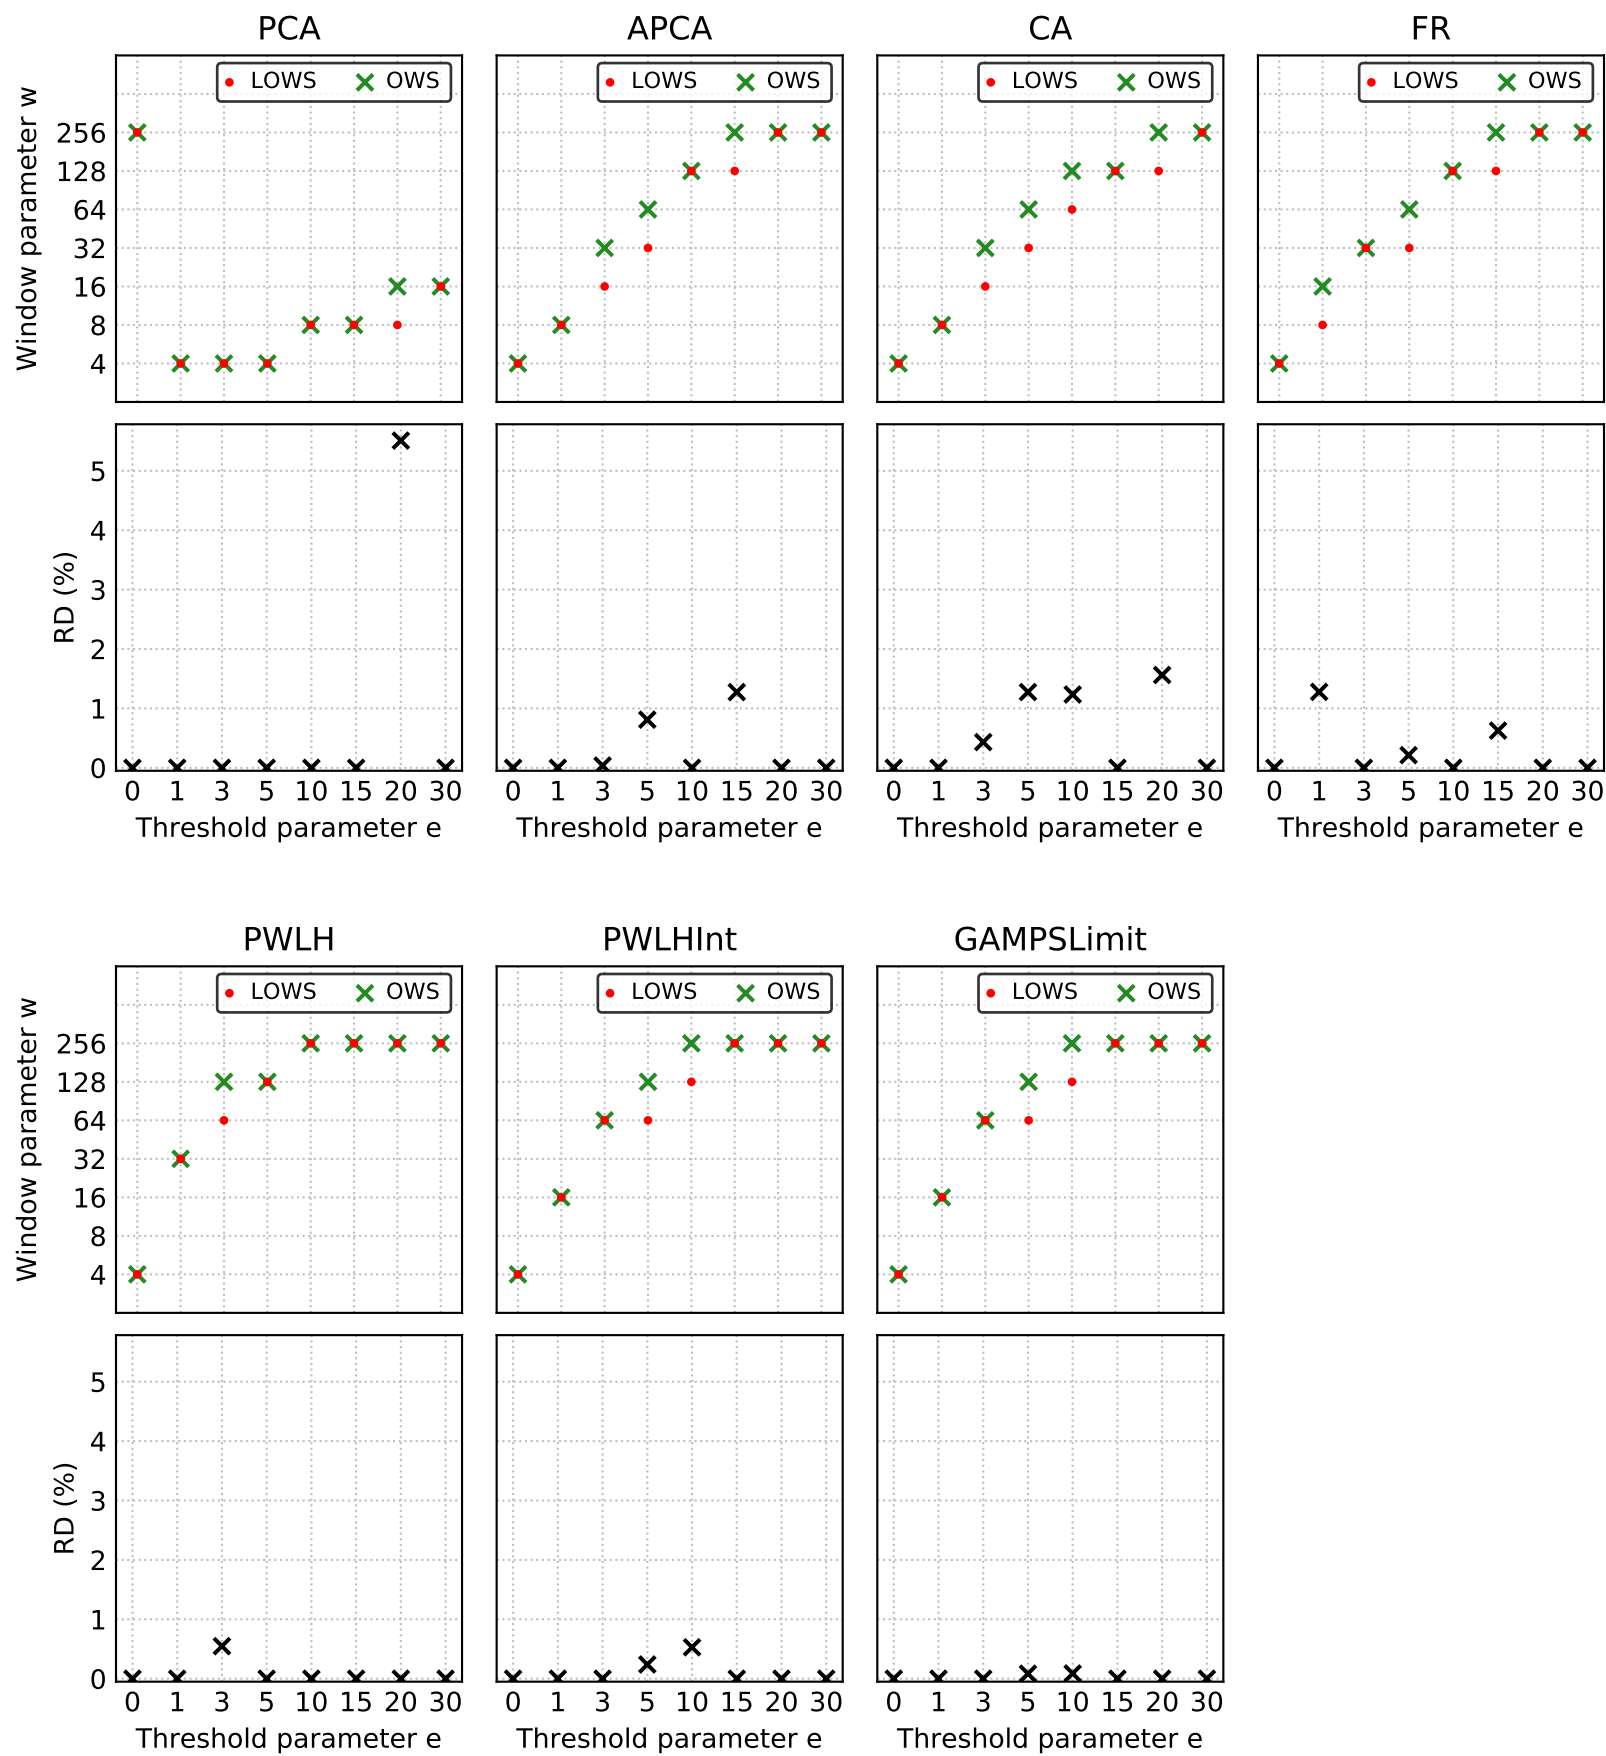 PCA APCA CA FR
LOWS OWS LOWS OWS LOWS OWS LOWS OWS
Window parameter w
256
128
64
32
16
8
4
RD (%)
5
4
3
2
1
0
0 1 3 5 10 15 20 30 0 1 3 5 10 15 20 30 0 1 3 5 10 15 20 30 0 1 3 5 10 15 20 30
Threshold parameter e Threshold parameter e Threshold parameter e Threshold parameter e
PWLH PWLHInt GAMPSLimit
LOWS OWS LOWS OWS LOWS OWS
Window parameter w
256
128
64
32
16
8
4
RD (%)
5
4
3
2
1
0
0 1 3 5 10 15 20 30 0 1 3 5 10 15 20 30 0 1 3 5 10 15 20 30
Threshold parameter e Threshold parameter e Threshold parameter e